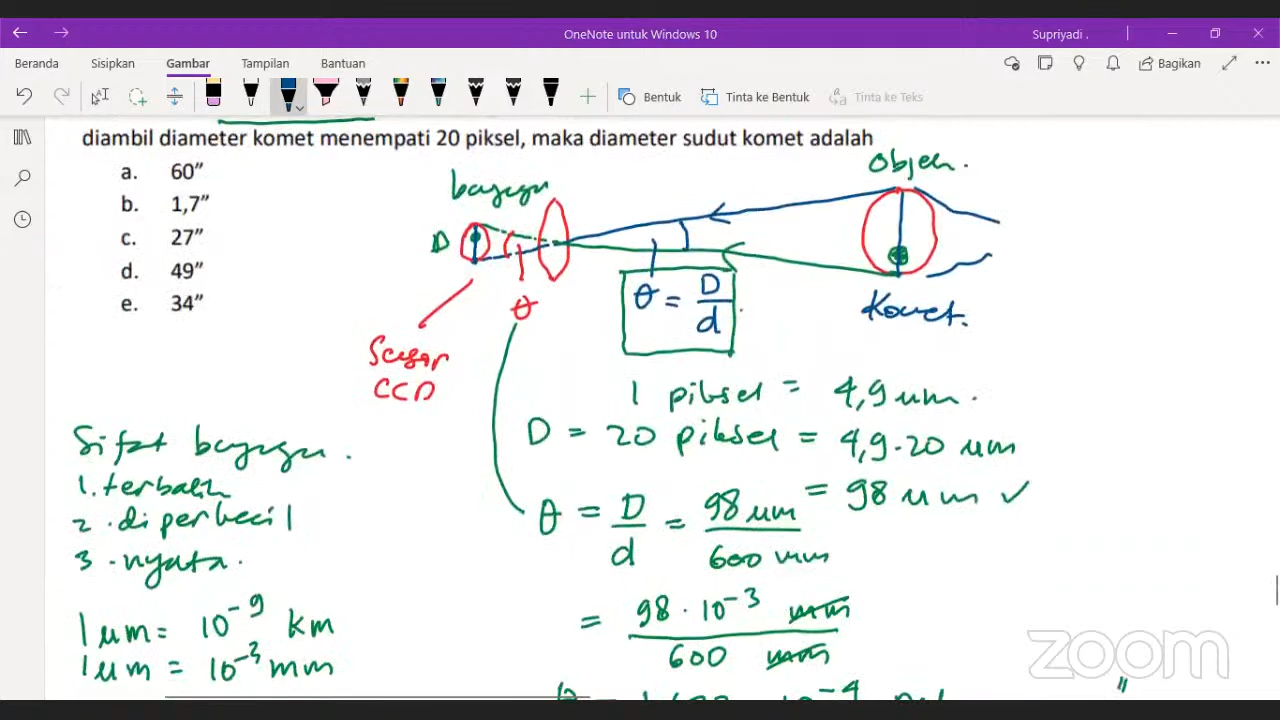 OneNote untuk Windows 10
Supriyadi .
Beranda Sisipkan Gambar Tampilan Bantuan
Bagikan
Bentuk Tinta ke Bentuk Tinta ke Teks
diambil diameter komet menempati 20 piksel, maka diameter sudut komet adalah
a. 60”
b. 1,7”
c. 27”
d. 49”
e. 34”
Objek.
bayangan
D
θ
θ = D/d
Komet.
CCD
1 piksel = 4,9 um.
D = 20 piksel = 4,9.20 um
= 98 um ✓
Sifat bayangan.
1. terbalik
2. diperkecil
3. nyata.
θ = D/d = 98 um/600 mm
= 98 . 10⁻³ mm/600 mm
1 um = 10⁻⁹ km
1 um = 10⁻³ mm
zoom